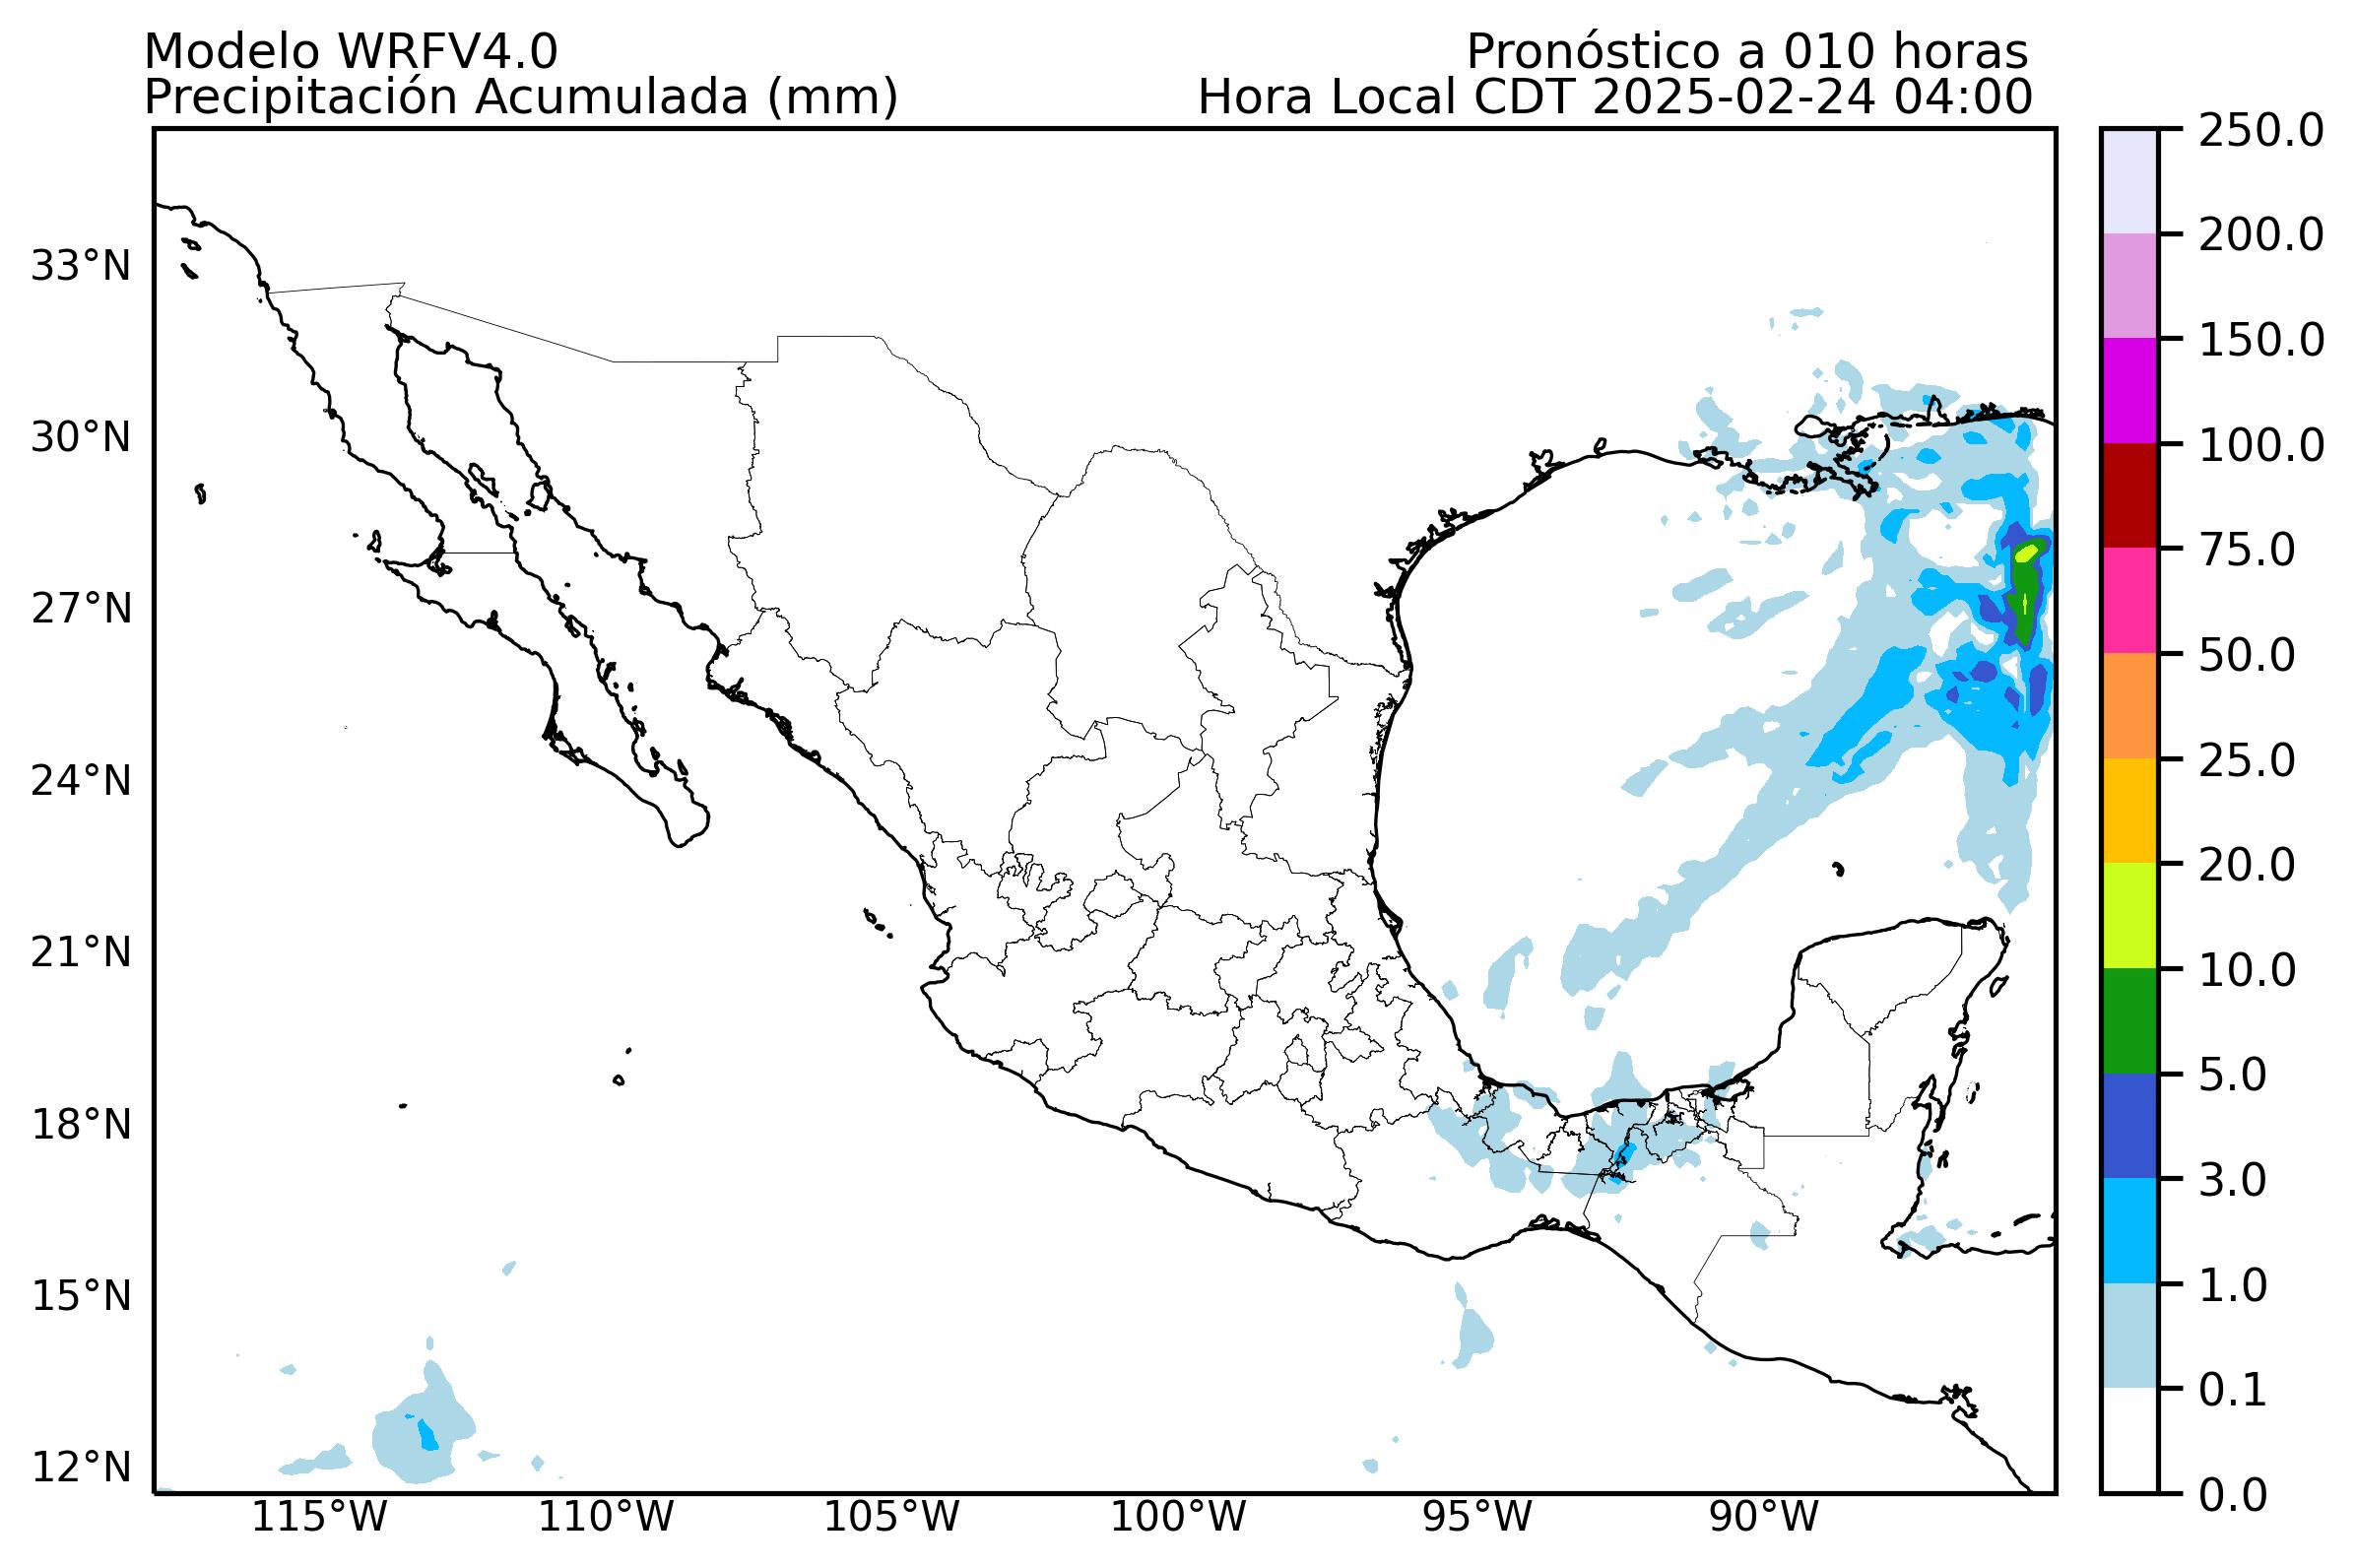 Modelo WRFV4.0
Pronóstico a 010 horas
Precipitación Acumulada (mm)
Hora Local CDT 2025-02-24 04:00
33°N
30°N
27°N
24°N
21°N
18°N
15°N
12°N
115°W
110°W
105°W
100°W
95°W
90°W
250.0
200.0
150.0
100.0
75.0
50.0
25.0
20.0
10.0
5.0
3.0
1.0
0.1
0.0